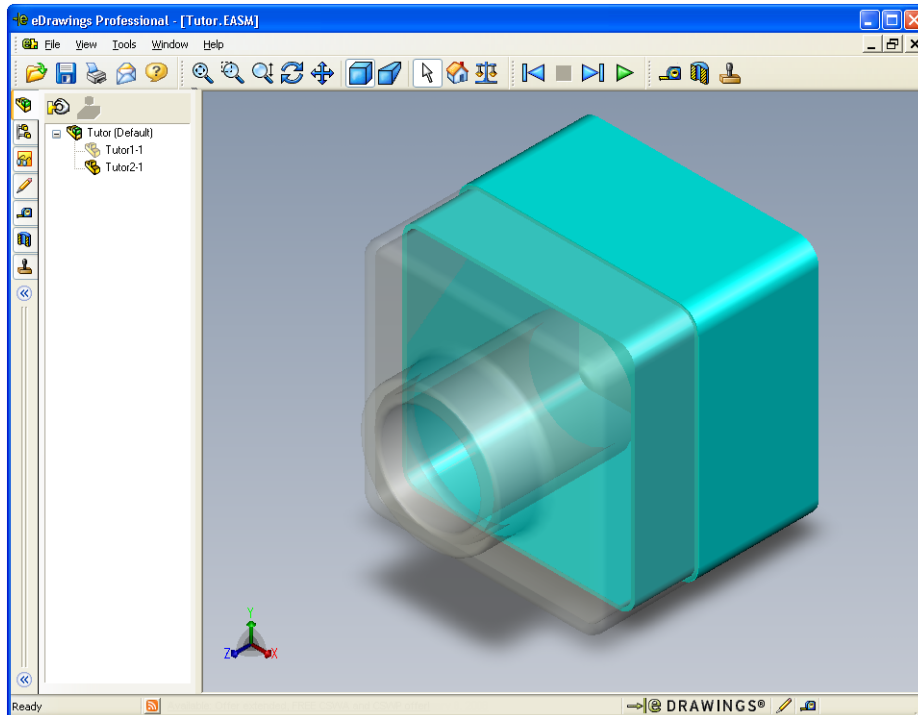 eDrawings Professional - [Tutor.EASM]
File View Tools Window Help
Tutor (Default)
Tutor1-1
Tutor2-1
Y
Z X
Ready
e DRAWINGS®